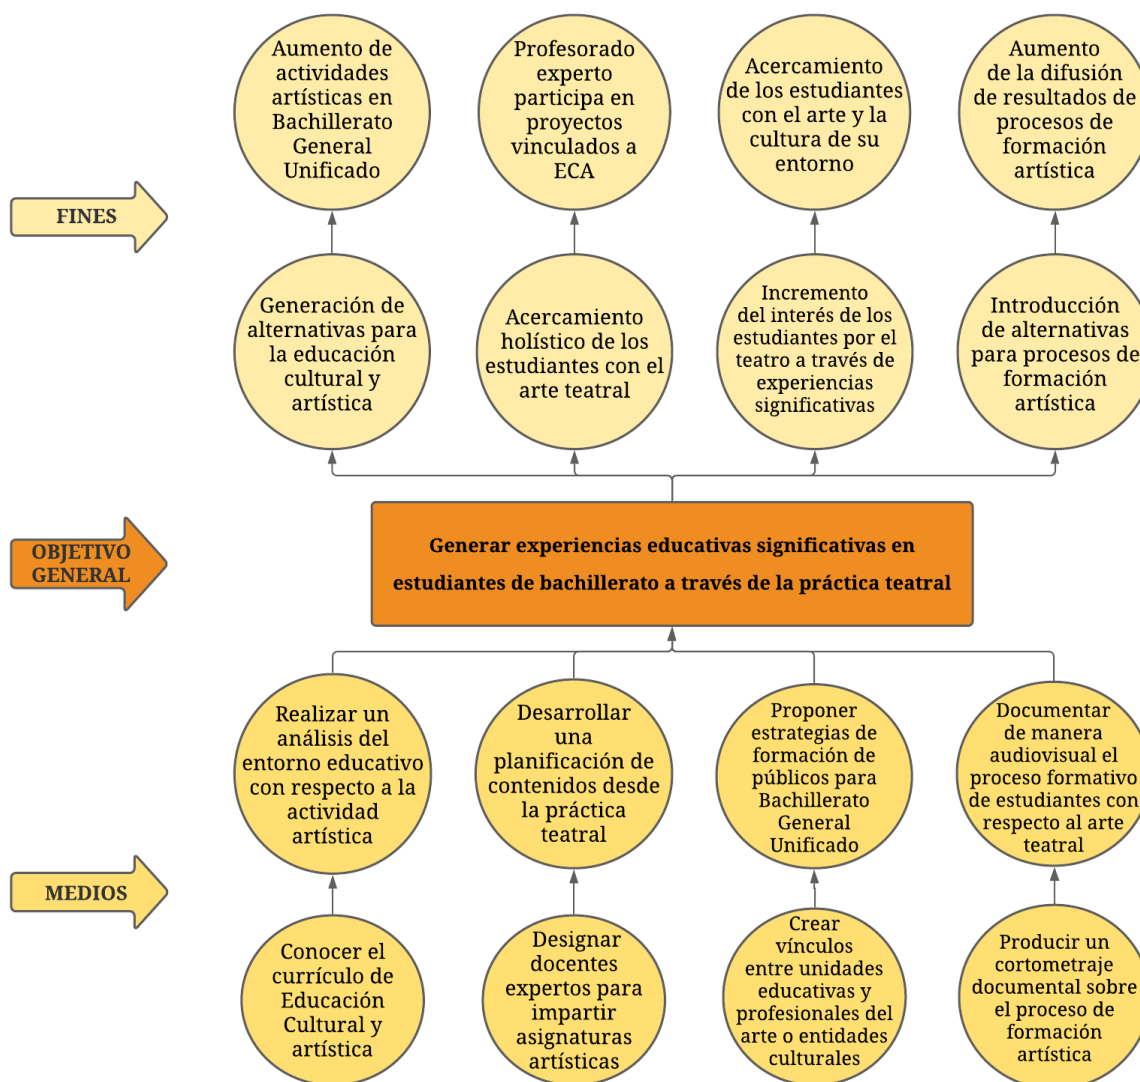 Aumento de
actividades
artísticas en
Bachillerato
General
Unificado
Profesorado
experto
participa en
proyectos
vinculados a
ECA
Acercamiento
de los estudiantes
con el arte y la
cultura de su
entorno
Aumento
de la difusión
de resultados de
procesos de
formación
artística
FINES
Generación de
alternativas para
la educación
cultural y
artística
Acercamiento
holístico de los
estudiantes con el
arte teatral
Incremento
del interés de los
estudiantes por el
teatro a través de
experiencias
significativas
Introducción
de alternativas
para procesos de
formación
artística
OBJETIVO
GENERAL
Generar experiencias educativas significativas en
estudiantes de bachillerato a través de la práctica teatral
Realizar un
análisis del
entorno educativo
con respecto a la
actividad
artística
Desarrollar
una
planificación de
contenidos desde
la práctica
teatral
Proponer
estrategias de
formación de
públicos para
Bachillerato
General
Unificado
Documentar
de manera
audiovisual el
proceso formativo
de estudiantes con
respecto al arte
teatral
MEDIOS
Conocer el
currículo de
Educación
Cultural y
artística
Designar
docentes
expertos para
impartir
asignaturas
artísticas
Crear
vínculos
entre unidades
educativas y
profesionales del
arte o entidades
culturales
Producir un
cortometraje
documental sobre
el proceso de
formación
artística